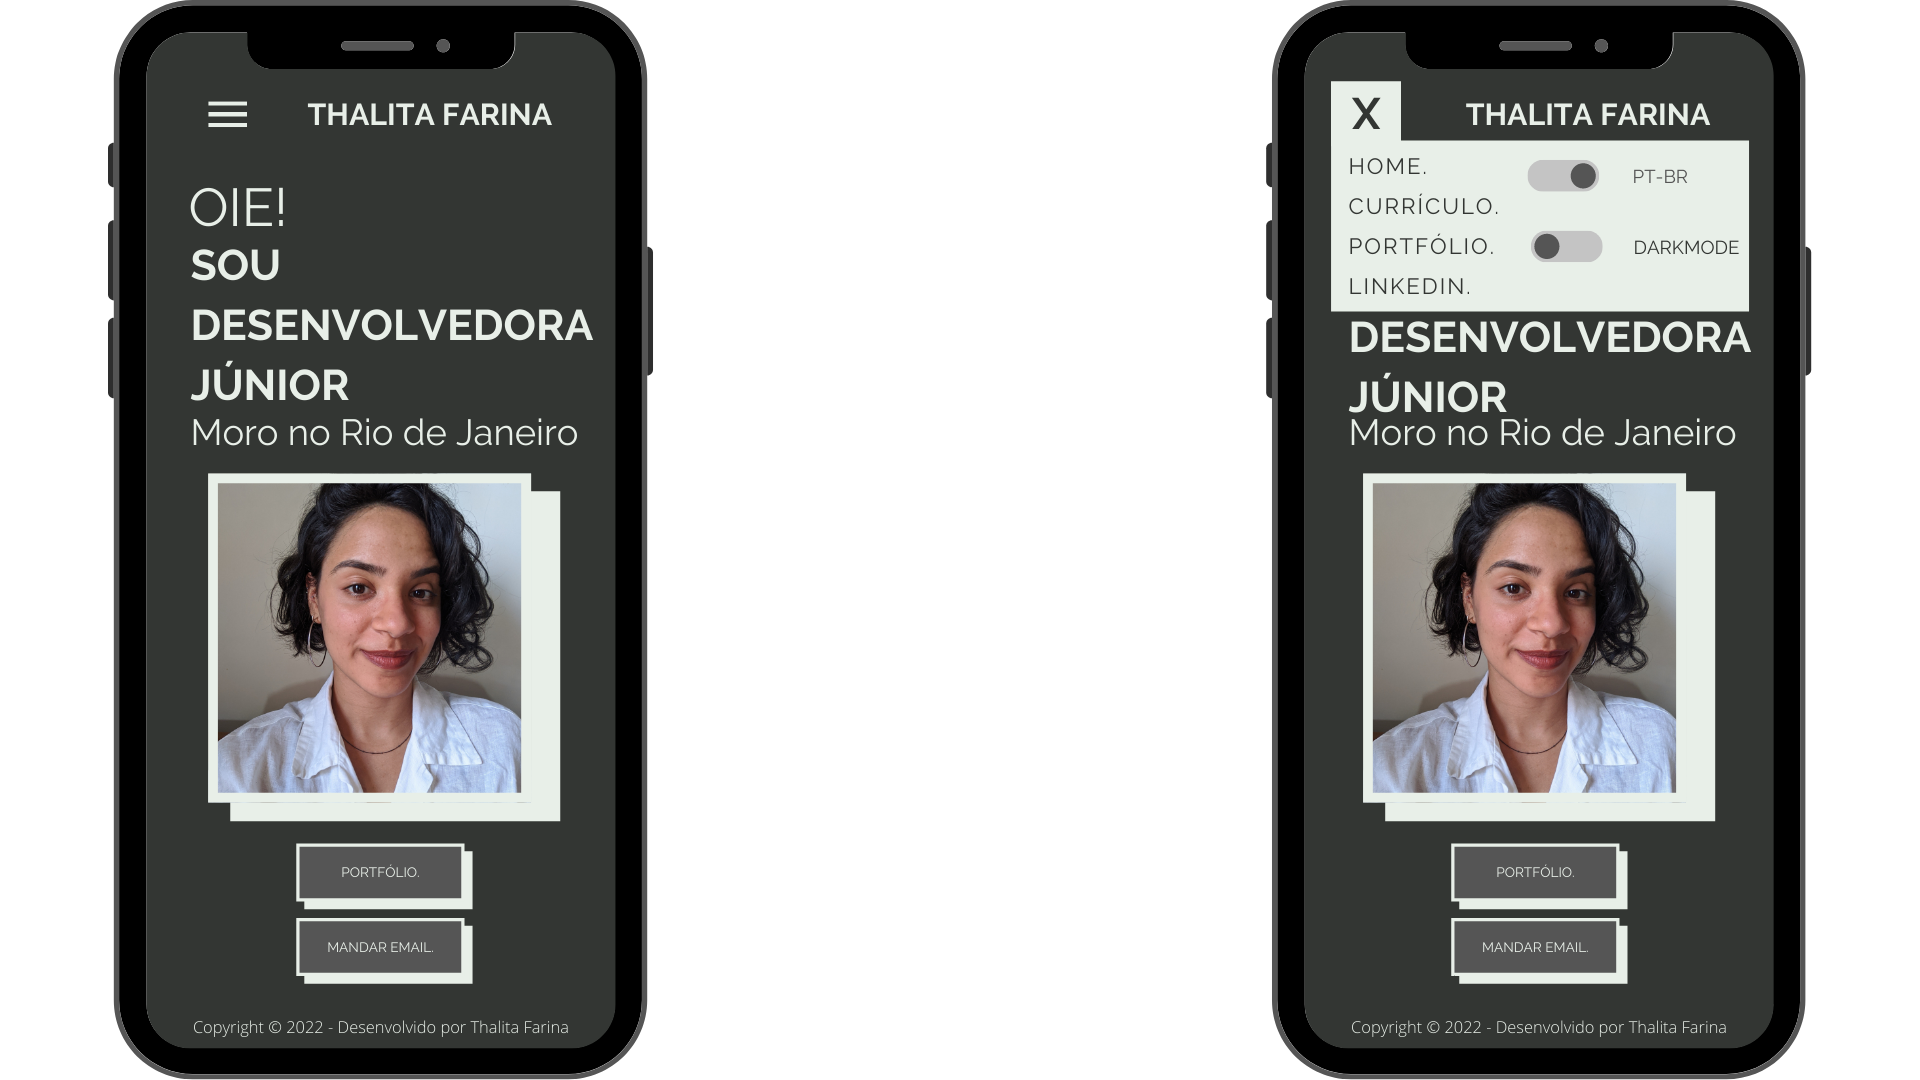 THALITA FARINA
OIE!
SOU
DESENVOLVEDORA
JÚNIOR
Moro no Rio de Janeiro
PORTFÓLIO.
MANDAR EMAIL.
Copyright © 2022 - Desenvolvido por Thalita Farina
X
THALITA FARINA
HOME.
PT-BR
CURRÍCULO.
PORTFÓLIO.
DARKMODE
LINKEDIN.
DESENVOLVEDORA
JÚNIOR
Moro no Rio de Janeiro
PORTFÓLIO.
MANDAR EMAIL.
Copyright © 2022 - Desenvolvido por Thalita Farina